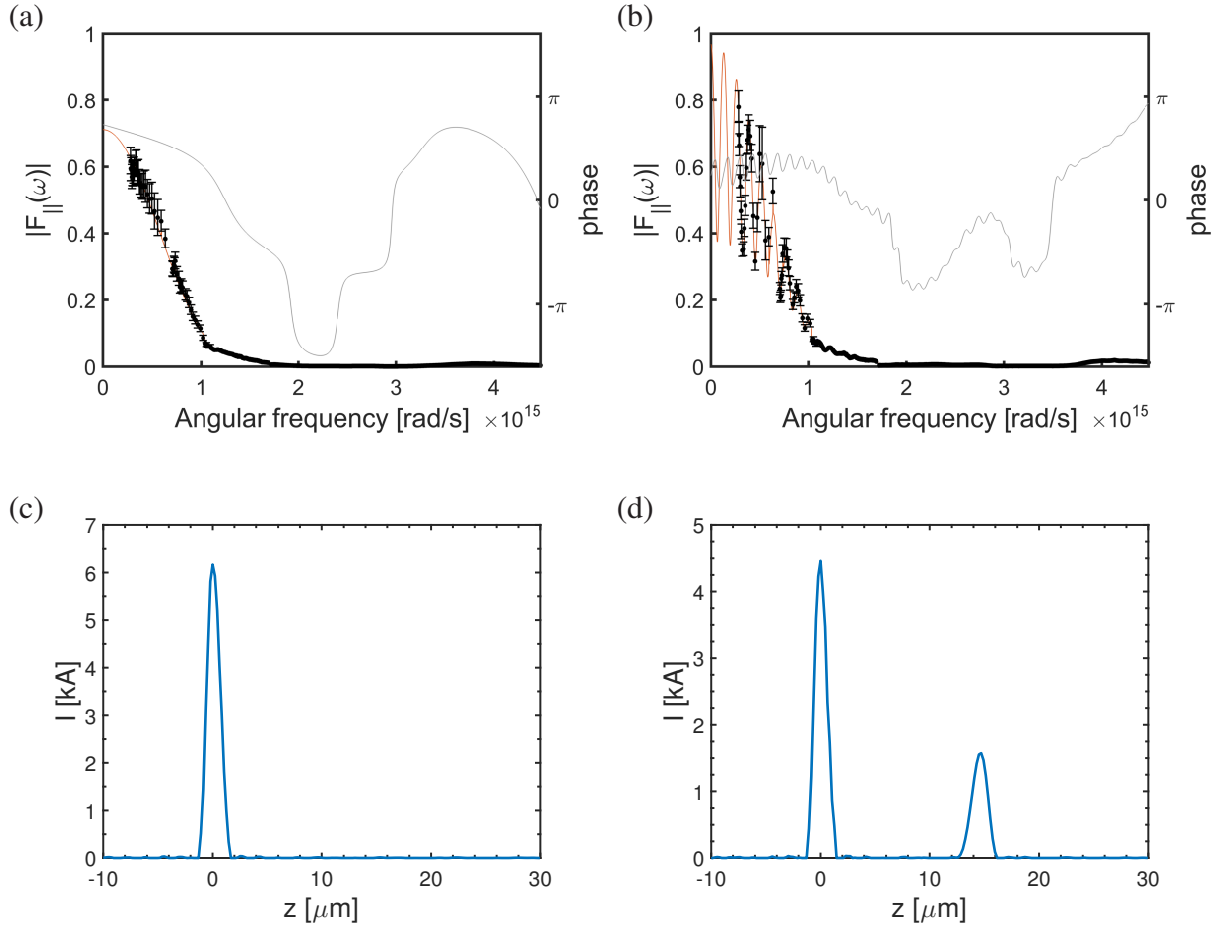 (a)
1
0.8
0.6
0.4
0.2
0
|F||(ω)|
π
0
-π
phase
0 1 2 3 4
Angular frequency [rad/s] ×10¹⁵
(b)
1
0.8
0.6
0.4
0.2
0
|F||(ω)|
π
0
-π
phase
0 1 2 3 4
Angular frequency [rad/s] ×10¹⁵
(c)
7
6
5
4
3
2
1
0
I [kA]
-10 0 10 20 30
z [μm]
(d)
5
4
3
2
1
0
I [kA]
-10 0 10 20 30
z [μm]